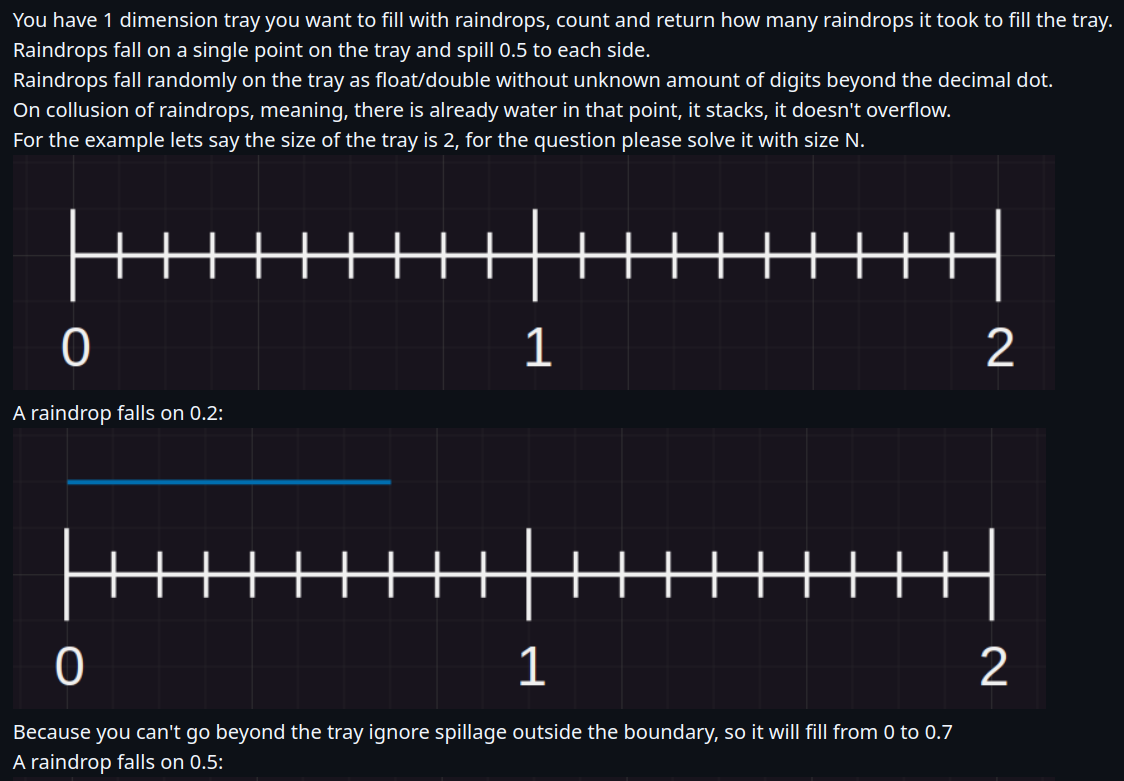 You have 1 dimension tray you want to fill with raindrops, count and return how many raindrops it took to fill the tray.
Raindrops fall on a single point on the tray and spill 0.5 to each side.
Raindrops fall randomly on the tray as float/double without unknown amount of digits beyond the decimal dot.
On collusion of raindrops, meaning, there is already water in that point, it stacks, it doesn't overflow.
For the example lets say the size of the tray is 2, for the question please solve it with size N.
0 1 2
A raindrop falls on 0.2:
0 1 2
Because you can't go beyond the tray ignore spillage outside the boundary, so it will fill from 0 to 0.7
A raindrop falls on 0.5: